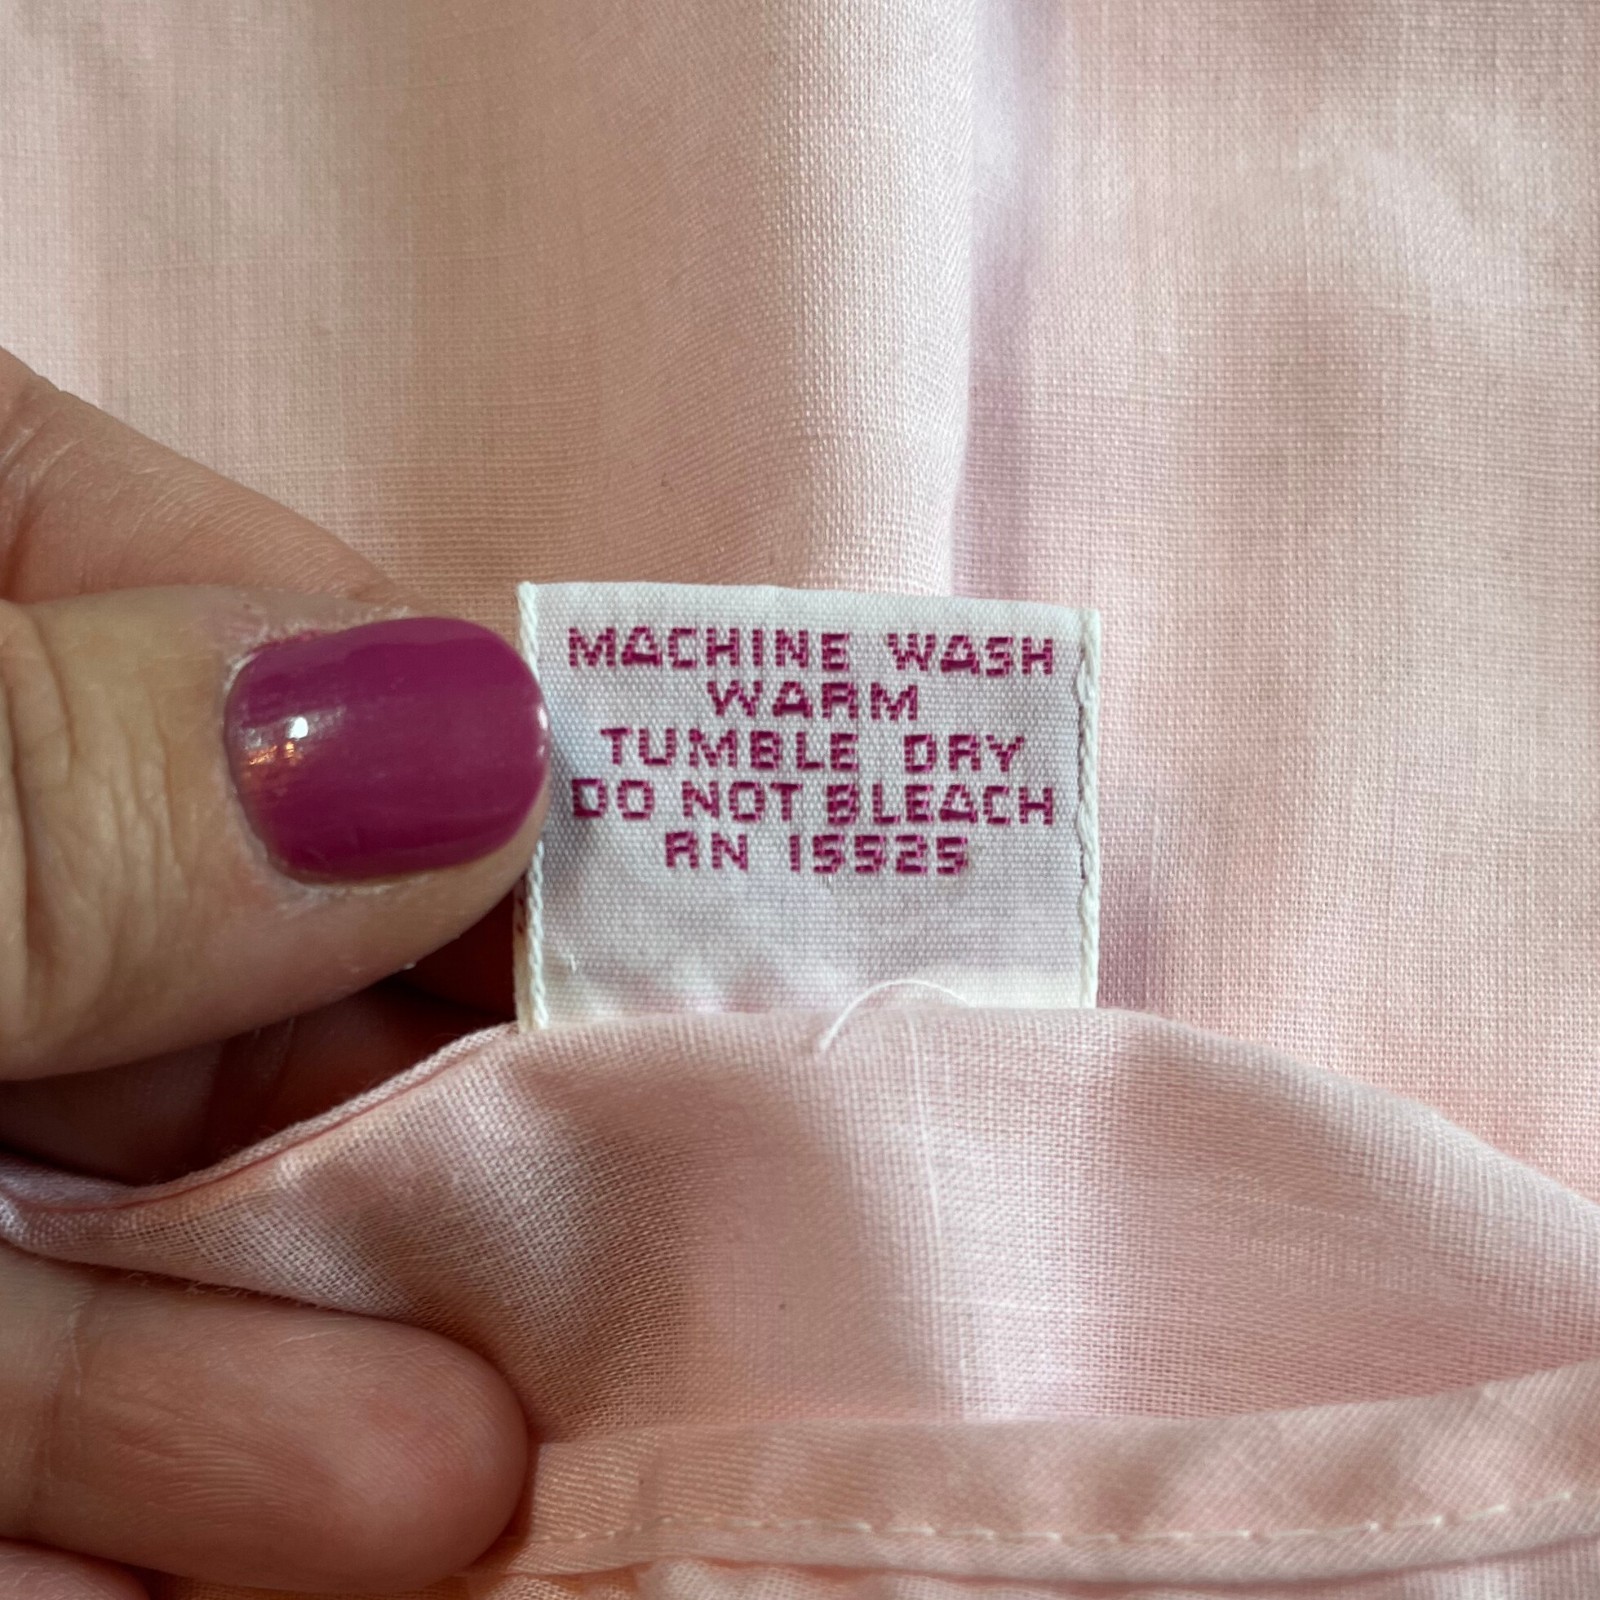 MACHINE WASH
WARM
TUMBLE DRY
DO NOT BLEACH
RN 15525